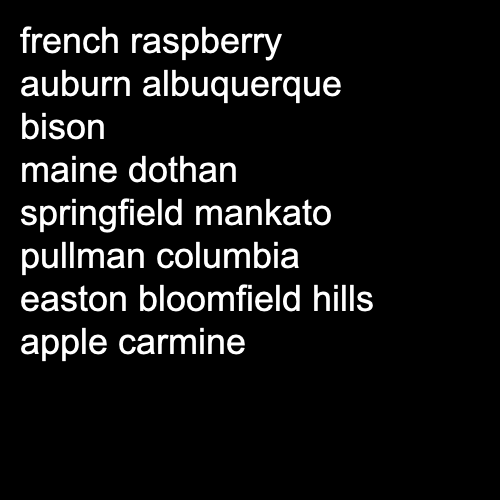 french raspberry
auburn albuquerque
bison
maine dothan
springfield mankato
pullman columbia
easton bloomfield hills
apple carmine